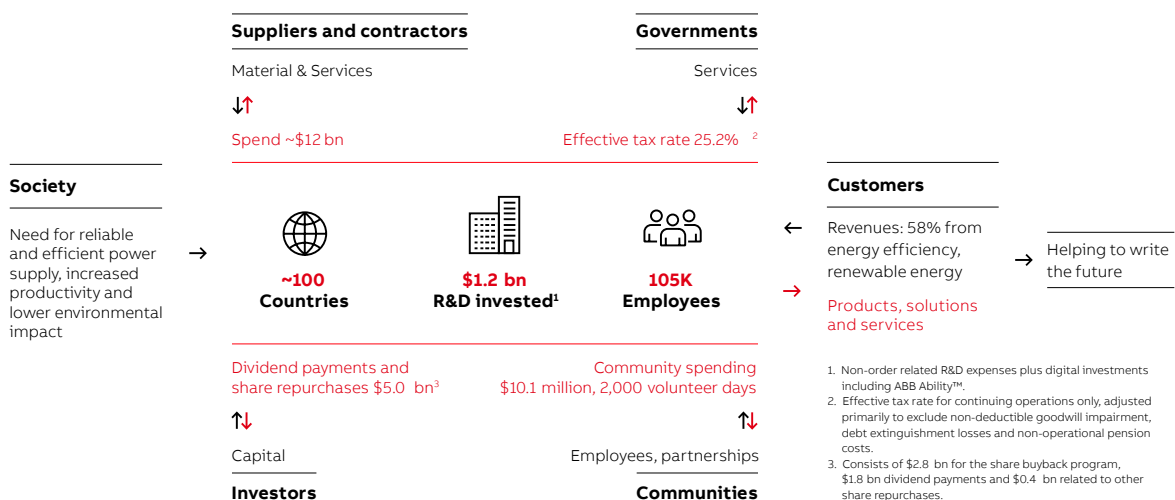 Suppliers and contractors
Governments
Material & Services
Services
↓↑
↓↑
Spend ~$12 bn
Effective tax rate 25.2% 2
Society
Need for reliable
and efficient power
supply, increased
productivity and
lower environmental
impact
→
~100
Countries
$1.2 bn
R&D invested1
105K
Employees
←
→
Customers
Revenues: 58% from
energy efficiency,
renewable energy
Products, solutions
and services
→
Helping to write
the future
Dividend payments and
share repurchases $5.0 bn3
Community spending
$10.1 million, 2,000 volunteer days
↑↓
↑↓
Capital
Employees, partnerships
Investors
Communities
1. Non-order related R&D expenses plus digital investments
including ABB Ability™.
2. Effective tax rate for continuing operations only, adjusted
primarily to exclude non-deductible goodwill impairment,
debt extinguishment losses and non-operational pension
costs.
3. Consists of $2.8 bn for the share buyback program,
$1.8 bn dividend payments and $0.4 bn related to other
share repurchases.